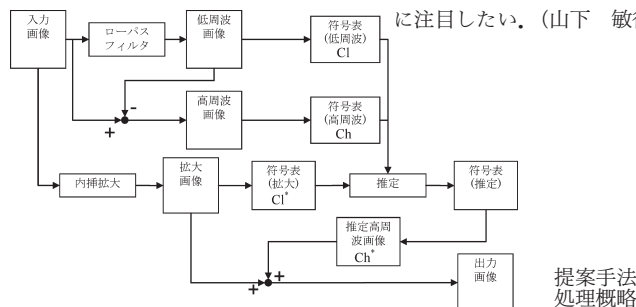 に注目したい.（山下　敏
入力
画像
ローパス
フィルタ
低周波
画像
符号表
(低周波)
Cl
-
+
高周波
画像
符号表
(高周波)
Ch
内挿拡大
拡大
画像
符号表
(拡大)
Cl*
推定
符号表
(推定)
推定高周
波画像
Ch*
+
+
出力
画像
提案手法
処理概略